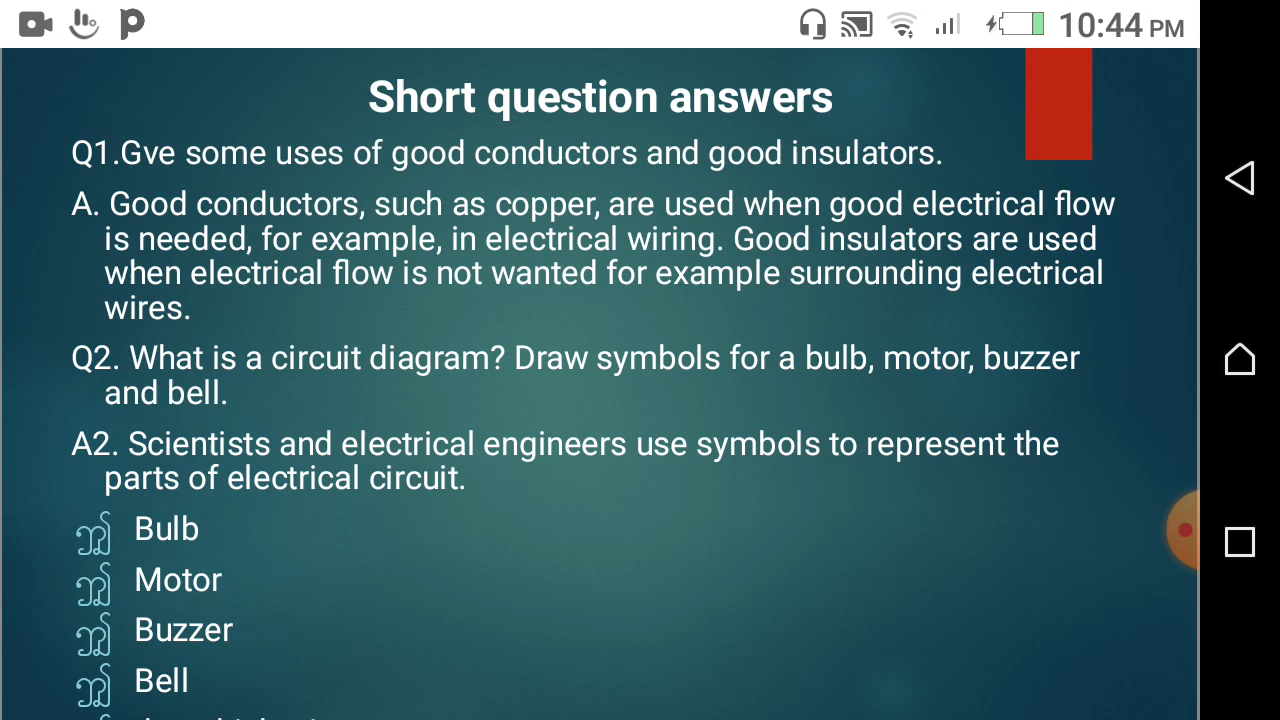 10:44 PM
Short question answers
Q1.Gve some uses of good conductors and good insulators.
A. Good conductors, such as copper, are used when good electrical flow
is needed, for example, in electrical wiring. Good insulators are used
when electrical flow is not wanted for example surrounding electrical
wires.
Q2. What is a circuit diagram? Draw symbols for a bulb, motor, buzzer
and bell.
A2. Scientists and electrical engineers use symbols to represent the
parts of electrical circuit.
Bulb
Motor
Buzzer
Bell